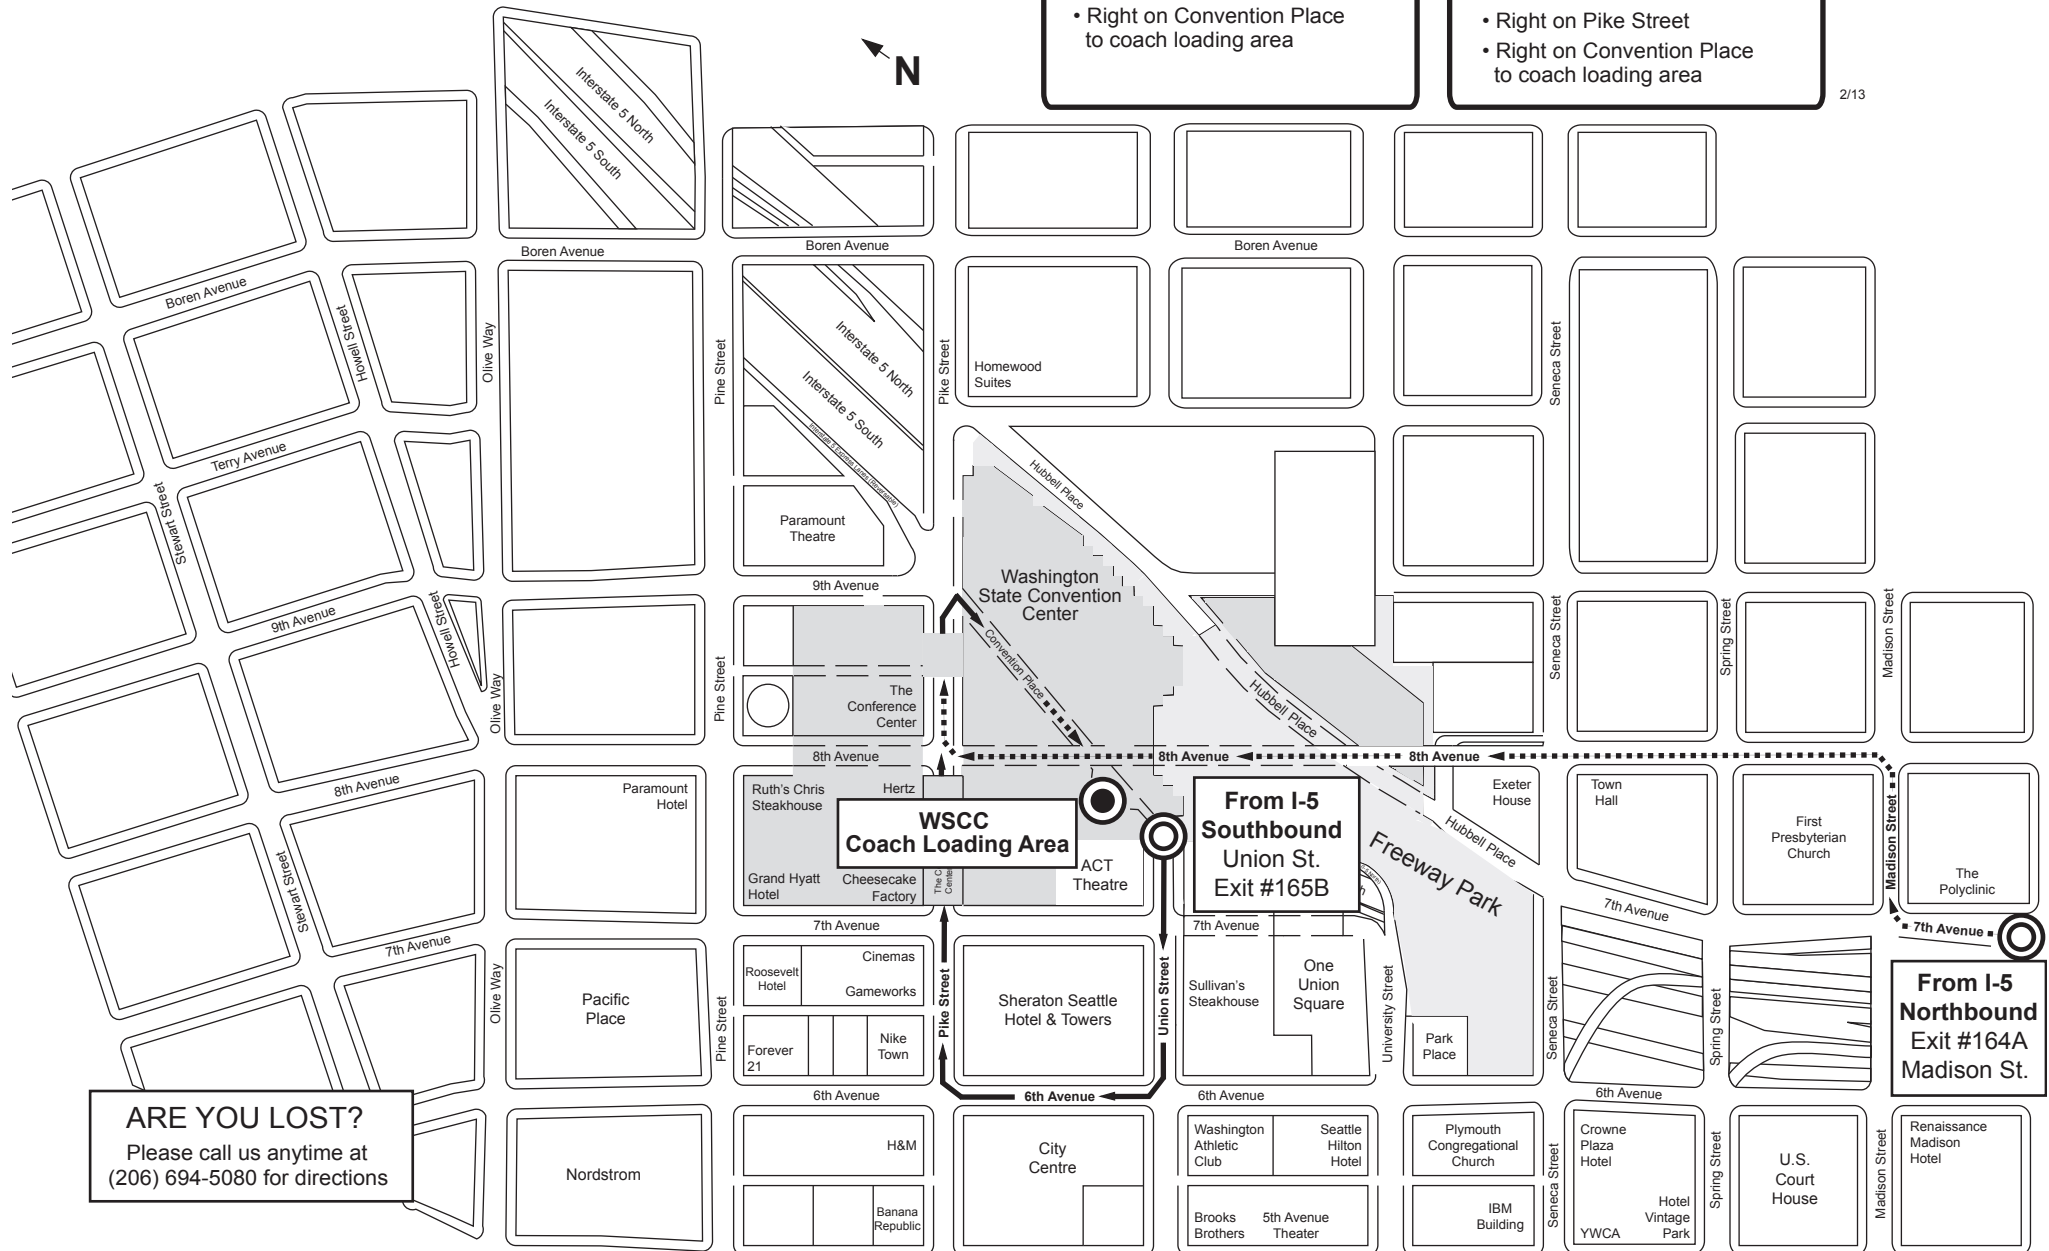 • Right on Convention Place
to coach loading area
• Right on Pike Street
• Right on Convention Place
to coach loading area
2/13
N
Interstate 5 North
Interstate 5 South
Boren Avenue
Boren Avenue
Boren Avenue
Boren Avenue
Howell Street
Olive Way
Pine Street
Interstate 5 North
Interstate 5 South
Interstate 5 Express Lanes (Reversable)
Pike Street
Homewood
Suites
Seneca Street
Terry Avenue
Stewart Street
Hubbell Place
Paramount
Theatre
9th Avenue
Washington
State Convention
Center
9th Avenue
Howell Street
Olive Way
Pine Street
The
Conference
Center
Convention Place
Hubbell Place
Seneca Street
Spring Street
Madison Street
8th Avenue
8th Avenue
8th Avenue
8th Avenue
Paramount
Hotel
Ruth's Chris
Steakhouse
Hertz
WSCC
Coach Loading Area
Grand Hyatt
Hotel
Cheesecake
Factory
ACT
Theatre
From I-5
Southbound
Union St.
Exit #165B
Freeway Park
Hubbell Place
Exeter
House
Town
Hall
First
Presbyterian
Church
Madison Street
The
Polyclinic
Stewart Street
7th Avenue
7th Avenue
7th Avenue
7th Avenue
7th Avenue
Olive Way
Pacific
Place
Pine Street
Roosevelt
Hotel
Cinemas
Gameworks
Forever
21
Nike
Town
Pike Street
Sheraton Seattle
Hotel & Towers
Union Street
Sullivan's
Steakhouse
One
Union
Square
University Street
Park
Place
Seneca Street
Spring Street
From I-5
Northbound
Exit #164A
Madison St.
6th Avenue
6th Avenue
6th Avenue
6th Avenue
ARE YOU LOST?
Please call us anytime at
(206) 694-5080 for directions
Nordstrom
H&M
Banana
Republic
City
Centre
Washington
Athletic
Club
Seattle
Hilton
Hotel
Brooks
Brothers
5th Avenue
Theater
Plymouth
Congregational
Church
IBM
Building
Seneca Street
Crowne
Plaza
Hotel
Hotel
Vintage
Park
YWCA
Spring Street
U.S.
Court
House
Madison Street
Renaissance
Madison
Hotel